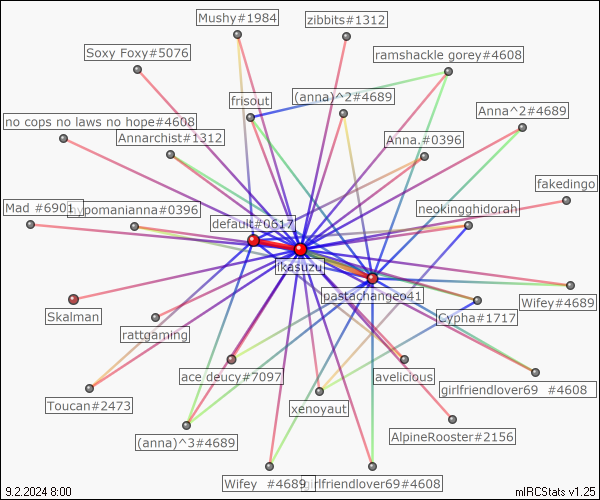 Mushy#1984
zibbits#1312
Soxy Foxy#5076
ramshackle gorey#4608
frisout
(anna)^2#4689
Anna^2#4689
no cops no laws no hope#4608
Annarchist#1312
Anna.#0396
fakedingo
Mad #6901
ypomanianna#0396
neokingghidorah
default#0617
ikasuzu
pastachangeo41
Wifey#4689
Skalman
Cypha#1717
rattgaming
ace deucy#7097
avelicious
girlfriendlover69 #4608
Toucan#2473
xenoyaut
(anna)^3#4689
AlpineRooster#2156
Wifey #4689
girlfriendlover69#4608
9.2.2024 8:00
mIRCStats v1.25